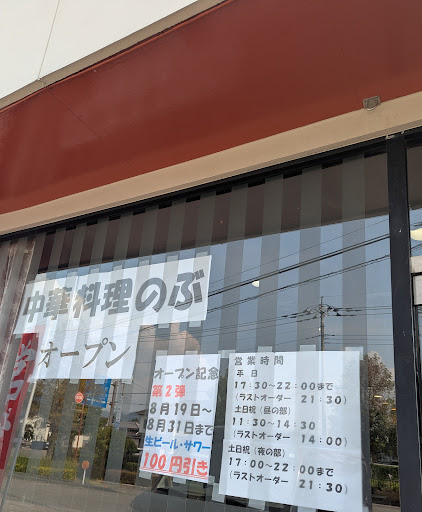 中華料理のぶ
オープン
オープン記念
第2弾
8月19日～
8月31日まで
生ビール・サワー
100円引き
営業時間
平日
17:30～22:00まで
(ラストオーダー 21:30)
土日祝(昼の部)
11:30～14:30
(ラストオーダー 14:00)
土日祝(夜の部)
17:00～22:00まで
(ラストオーダー 21:30)